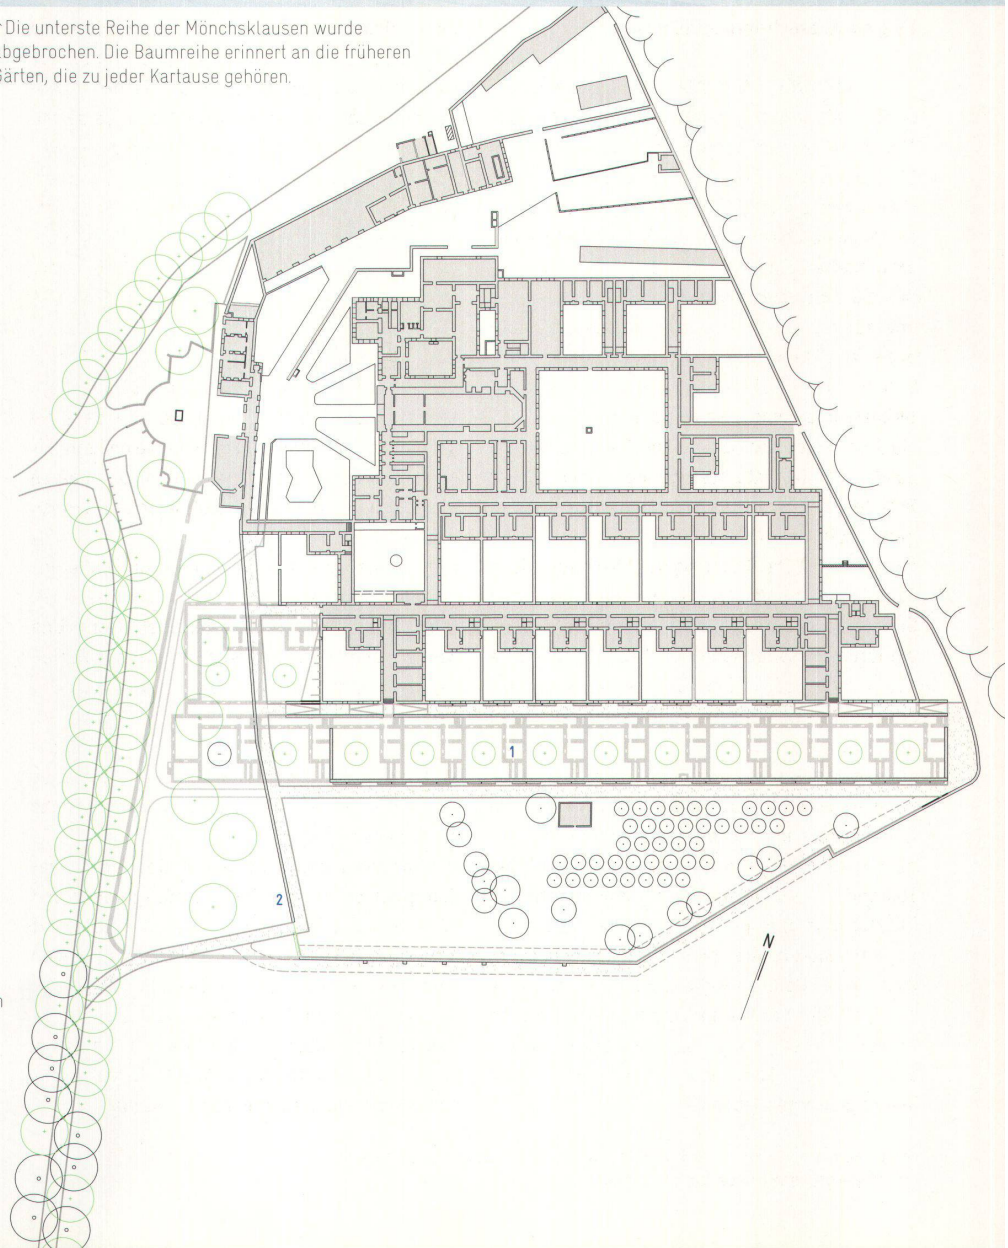 Die unterste Reihe der Mönchsklausen wurde
abgebrochen. Die Baumreihe erinnert an die früheren
Gärten, die zu jeder Kartause gehören.
1
2
N